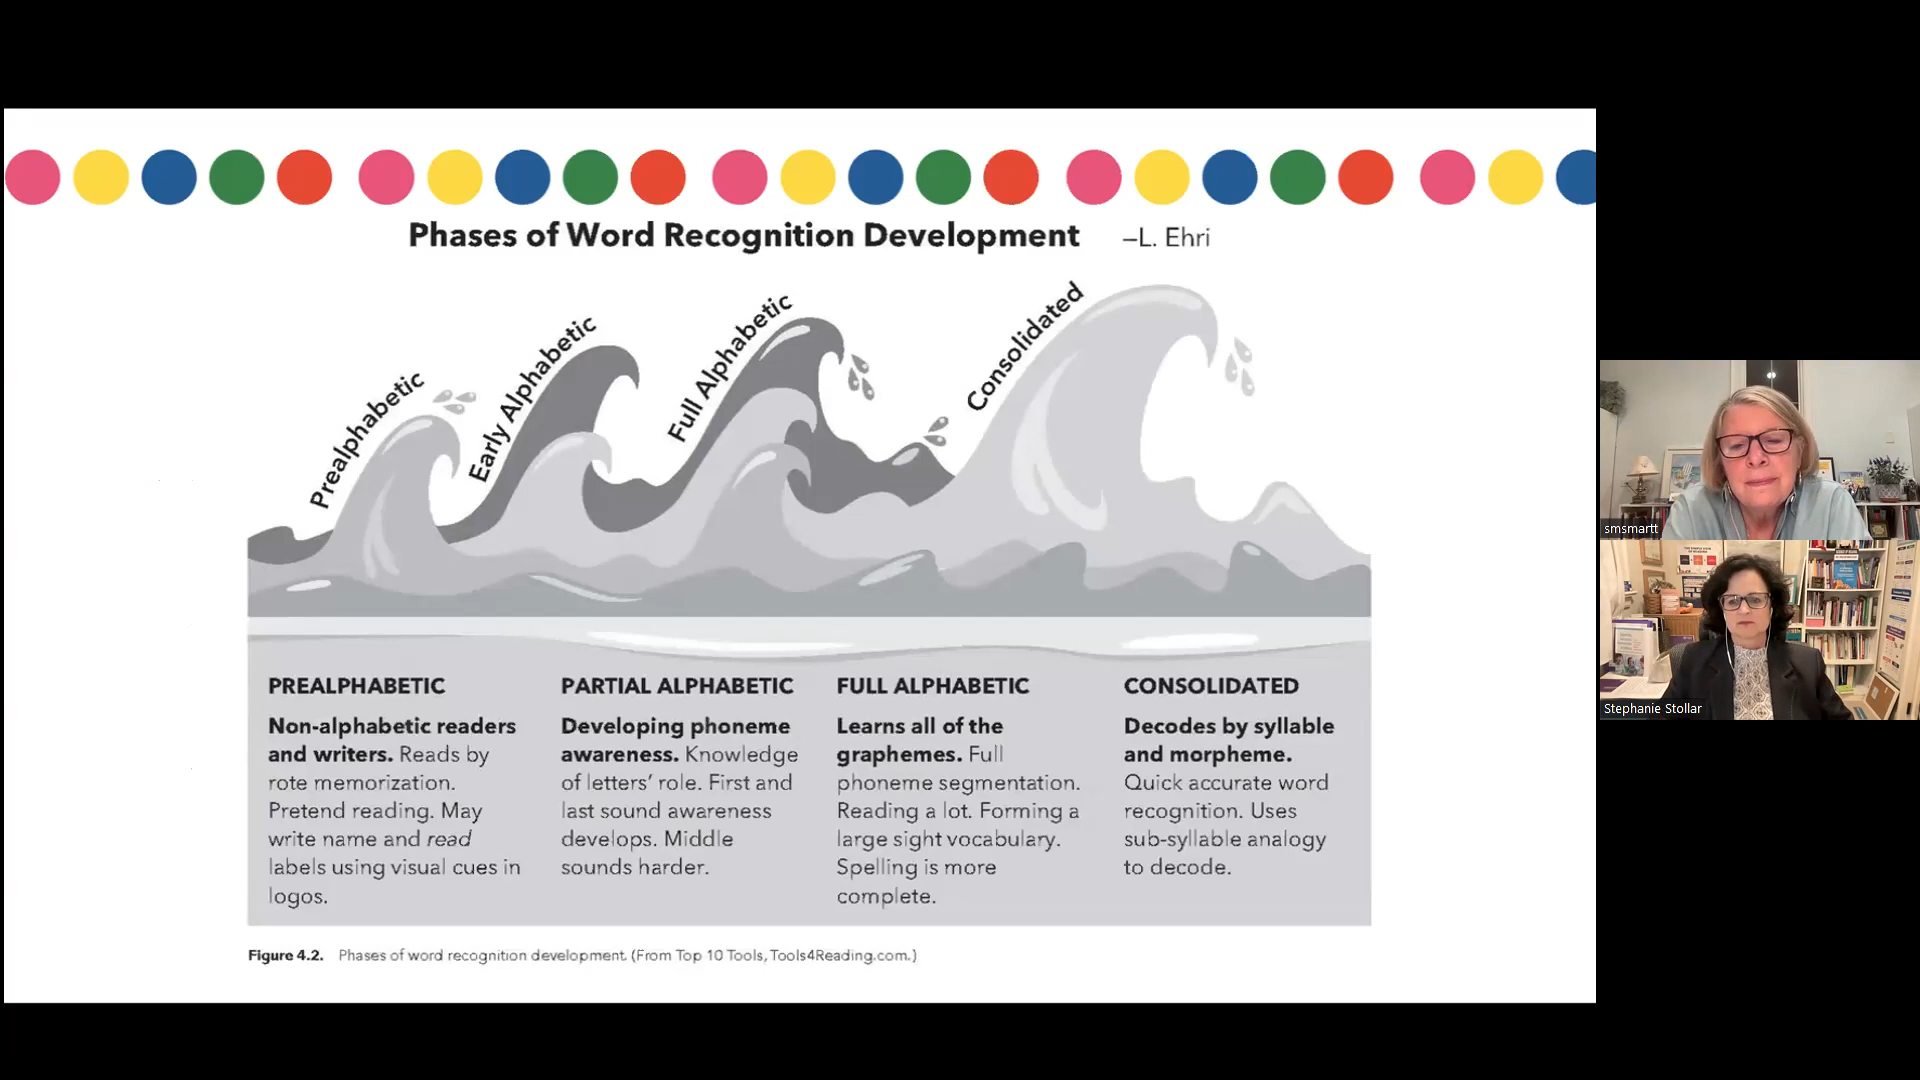 Phases of Word Recognition Development –L. Ehri
Prealphabetic
Early Alphabetic
Full Alphabetic
Consolidated
PREALPHABETIC
Non-alphabetic readers
and writers. Reads by
rote memorization.
Pretend reading. May
write name and read
labels using visual cues in
logos.
PARTIAL ALPHABETIC
Developing phoneme
awareness. Knowledge
of letters’ role. First and
last sound awareness
develops. Middle
sounds harder.
FULL ALPHABETIC
Learns all of the
graphemes. Full
phoneme segmentation.
Reading a lot. Forming a
large sight vocabulary.
Spelling is more
complete.
CONSOLIDATED
Decodes by syllable
and morpheme.
Quick accurate word
recognition. Uses
sub-syllable analogy
to decode.
Figure 4.2. Phases of word recognition development. (From Top 10 Tools, Tools4Reading.com.)
smsmartt
Stephanie Stollar